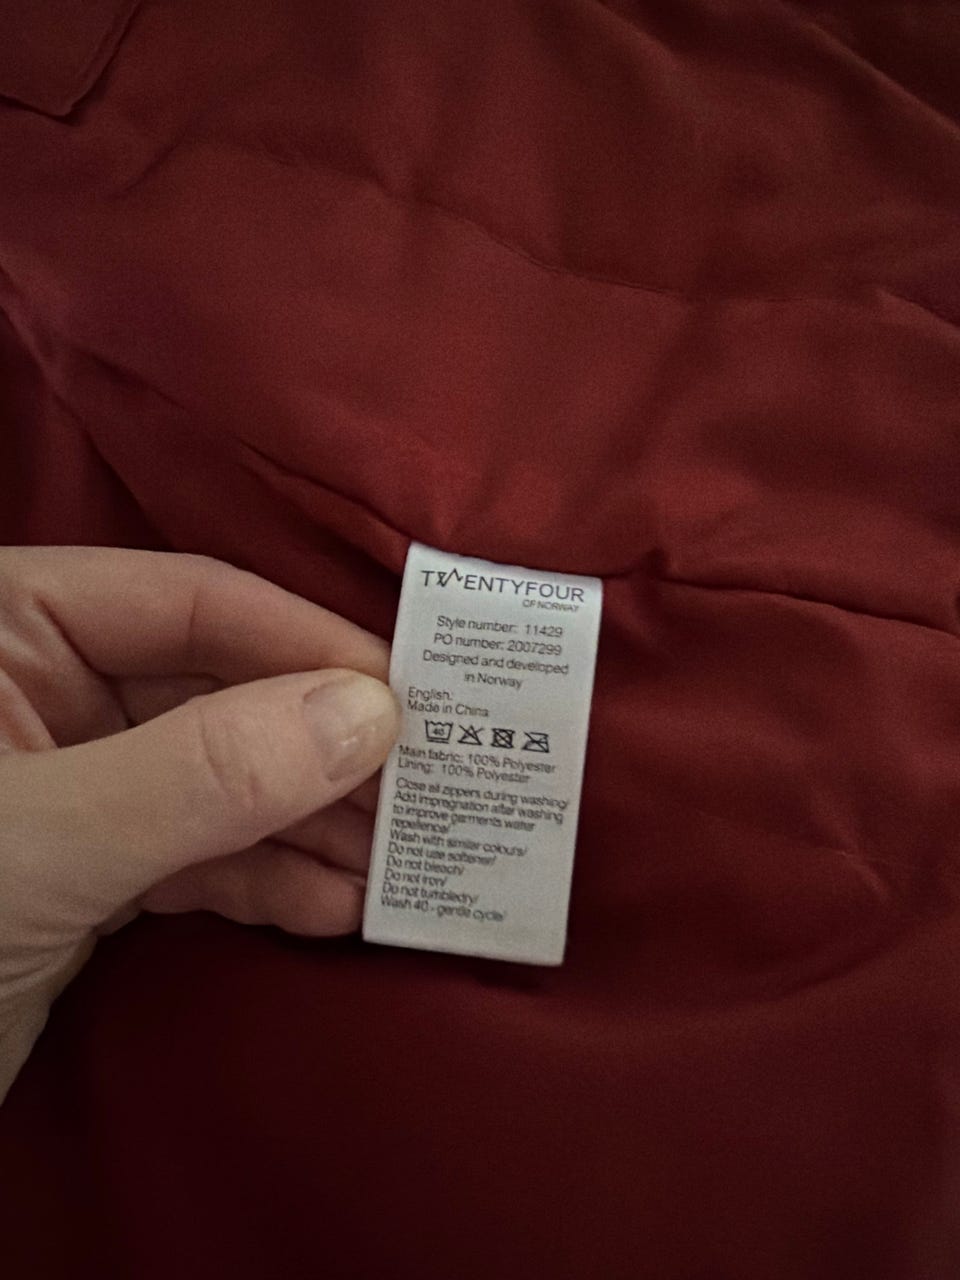 TWENTYFOUR
OF NORWAY
Style number: 11429
PO number: 2007299
Designed and developed
in Norway
English:
Made in China
40
Main fabric: 100% Polyester
Lining: 100% Polyester
Close all zippers during washing/
Add impregnation after washing
to improve garments water
repellence/
Wash with similar colours/
Do not use softener/
Do not bleach/
Do not iron/
Do not tumbledry/
Wash 40 - gentle cycle/